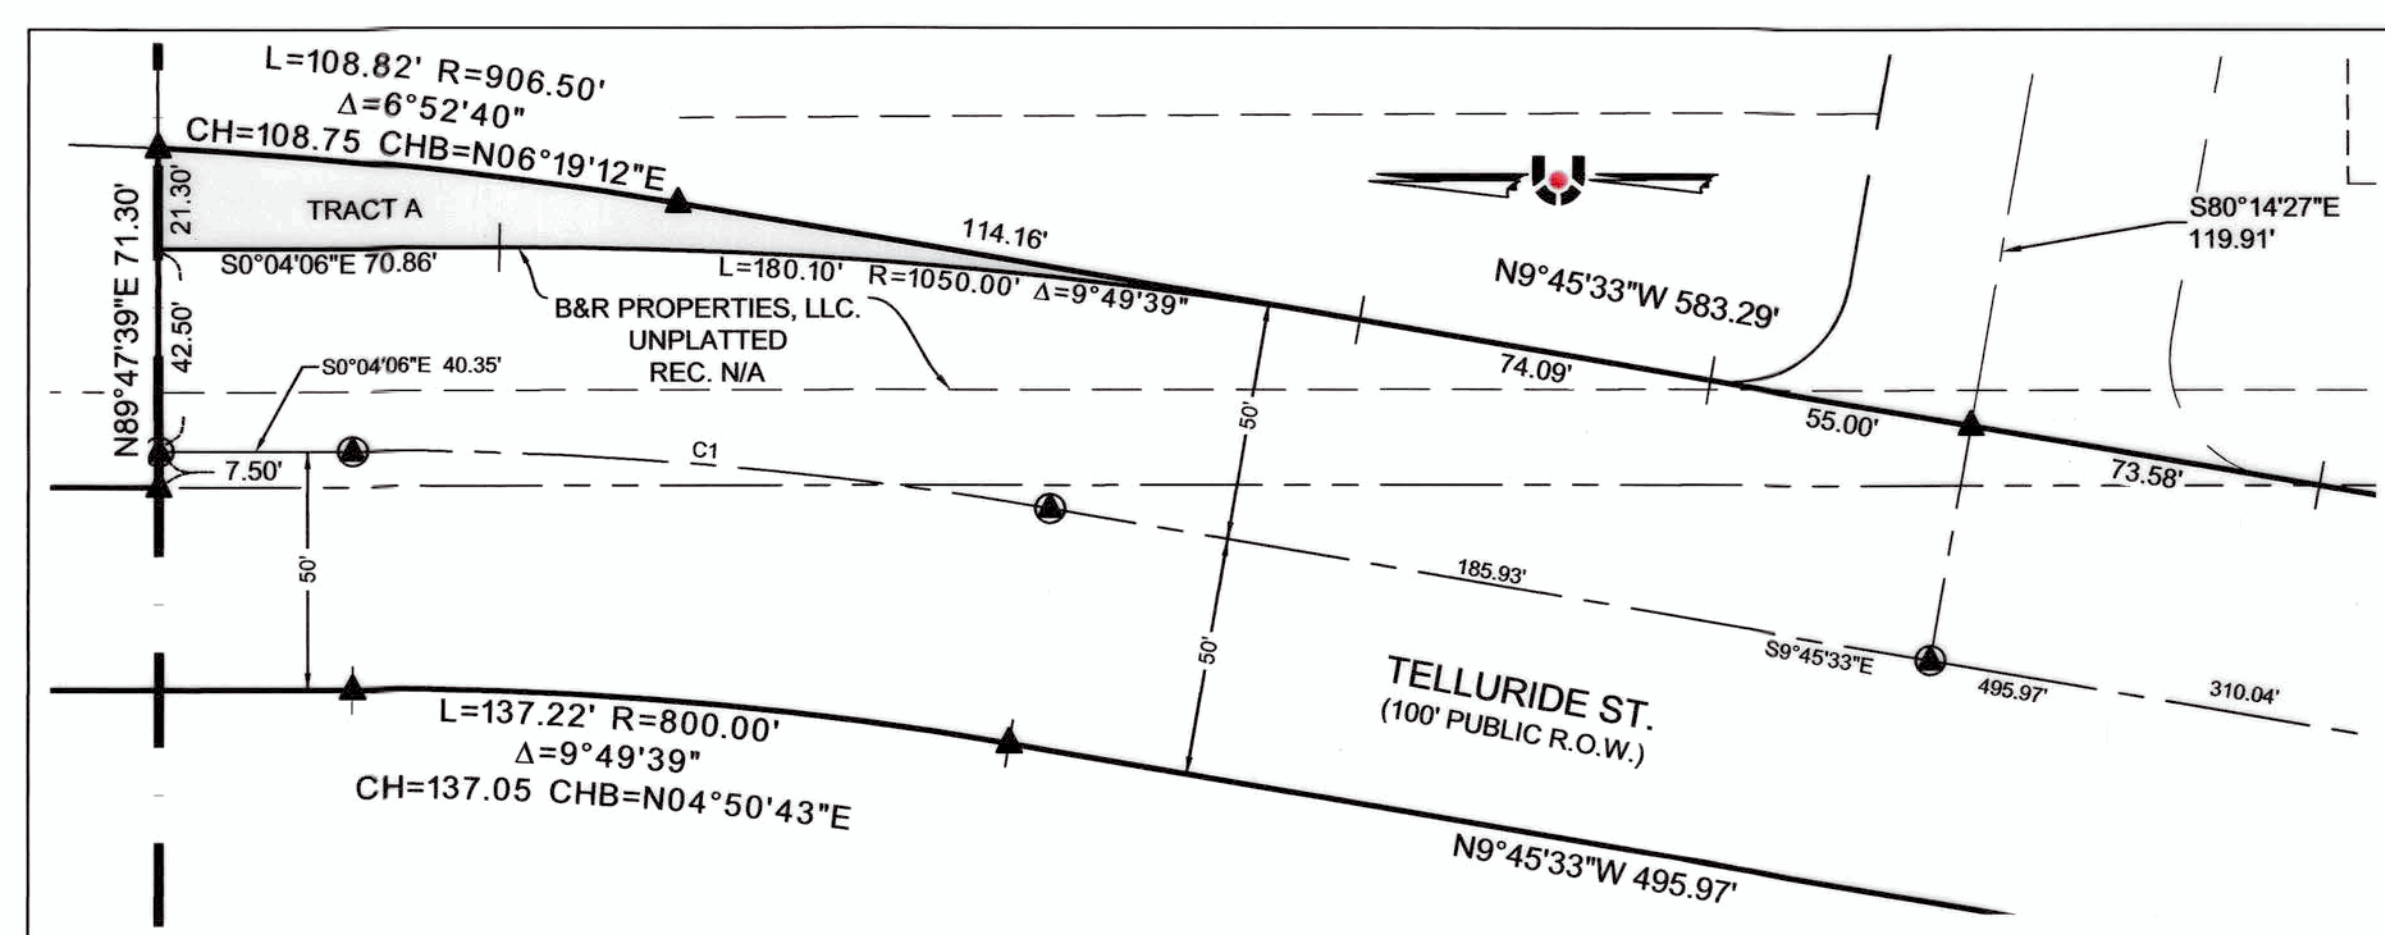 L=108.82' R=906.50'
Δ=6°52'40"
CH=108.75 CHB=N06°19'12"E
21.30'
TRACT A
N89°47'39"E 71.30'
S0°04'06"E 70.86'
42.50'
114.16'
L=180.10' R=1050.00' Δ=9°49'39"
B&R PROPERTIES, LLC.
UNPLATTED
REC. N/A
S0°04'06"E 40.35'
7.50'
C1
50'
50'
50'
N9°45'33"W 583.29'
74.09'
55.00'
73.58'
S80°14'27"E
119.91'
185.93'
S9°45'33"E
495.97'
310.04'
TELLURIDE ST.
(100' PUBLIC R.O.W.)
L=137.22' R=800.00'
Δ=9°49'39"
CH=137.05 CHB=N04°50'43"E
N9°45'33"W 495.97'